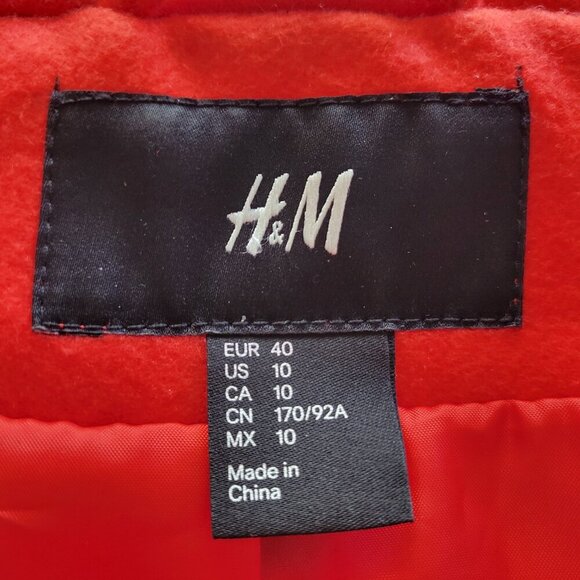 H&M
EUR 40
US 10
CA 10
CN 170/92A
MX 10
Made in
China